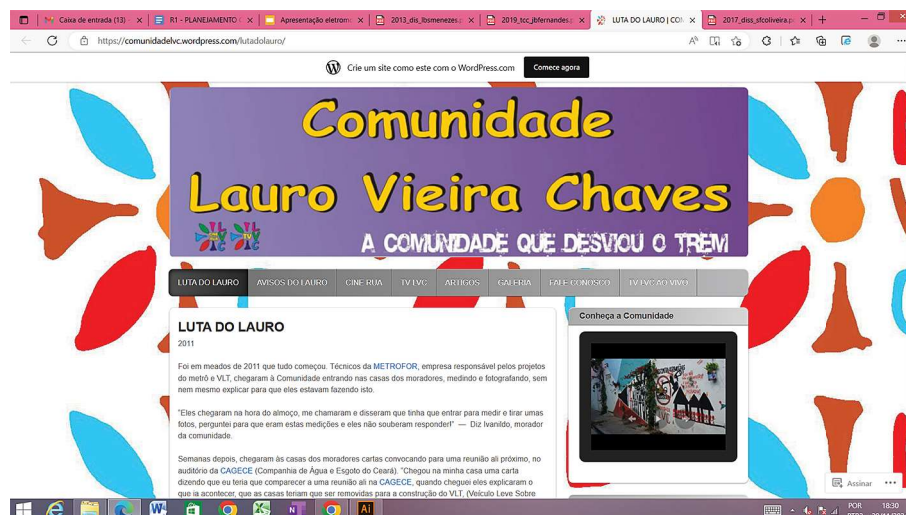 Caixa de entrada (13)
R1 - PLANEJAMENTO
Apresentação eletrom
2013_dis_lbsmenezes.p
2019_tcc_jbfernandes.p
LUTA DO LAURO | CON
2017_diss_sfcoliveira.p
https://comunidadelvc.wordpress.com/lutadolauro/
Crie um site como este com o WordPress.com
Comece agora
Comunidade
Lauro Vieira Chaves
A COMUNIDADE QUE DESVIOU O TREM
LUTA DO LAURO AVISOS DO LAURO CINE RUA TV LVC ARTIGOS GALERIA FALE CONOSCO TV LVC AO VIVO
LUTA DO LAURO
2011
Foi em meados de 2011 que tudo começou. Técnicos da METROFOR, empresa responsável pelos projetos
do metrô e VLT, chegaram à Comunidade entrando nas casas dos moradores, medindo e fotografando, sem
nem mesmo explicar para que eles estavam fazendo isto.
"Eles chegaram na hora do almoço, me chamaram e disseram que tinha que entrar para medir e tirar umas
fotos, perguntei para que eram estas medições e eles não souberam responder!" — Diz Ivanildo, morador
da comunidade.
Semanas depois, chegaram às casas dos moradores cartas convocando para uma reunião ali próximo, no
auditório da CAGECE (Companhia de Água e Esgoto do Ceará). "Chegou na minha casa uma carta
dizendo que eu teria que comparecer a uma reunião ali na CAGECE, quando cheguei eles explicaram o
que ia acontecer, que as casas teriam que ser removidas para a construção do VLT, (Veículo Leve Sobre
Conheça a Comunidade
Assinar
POR
18:30